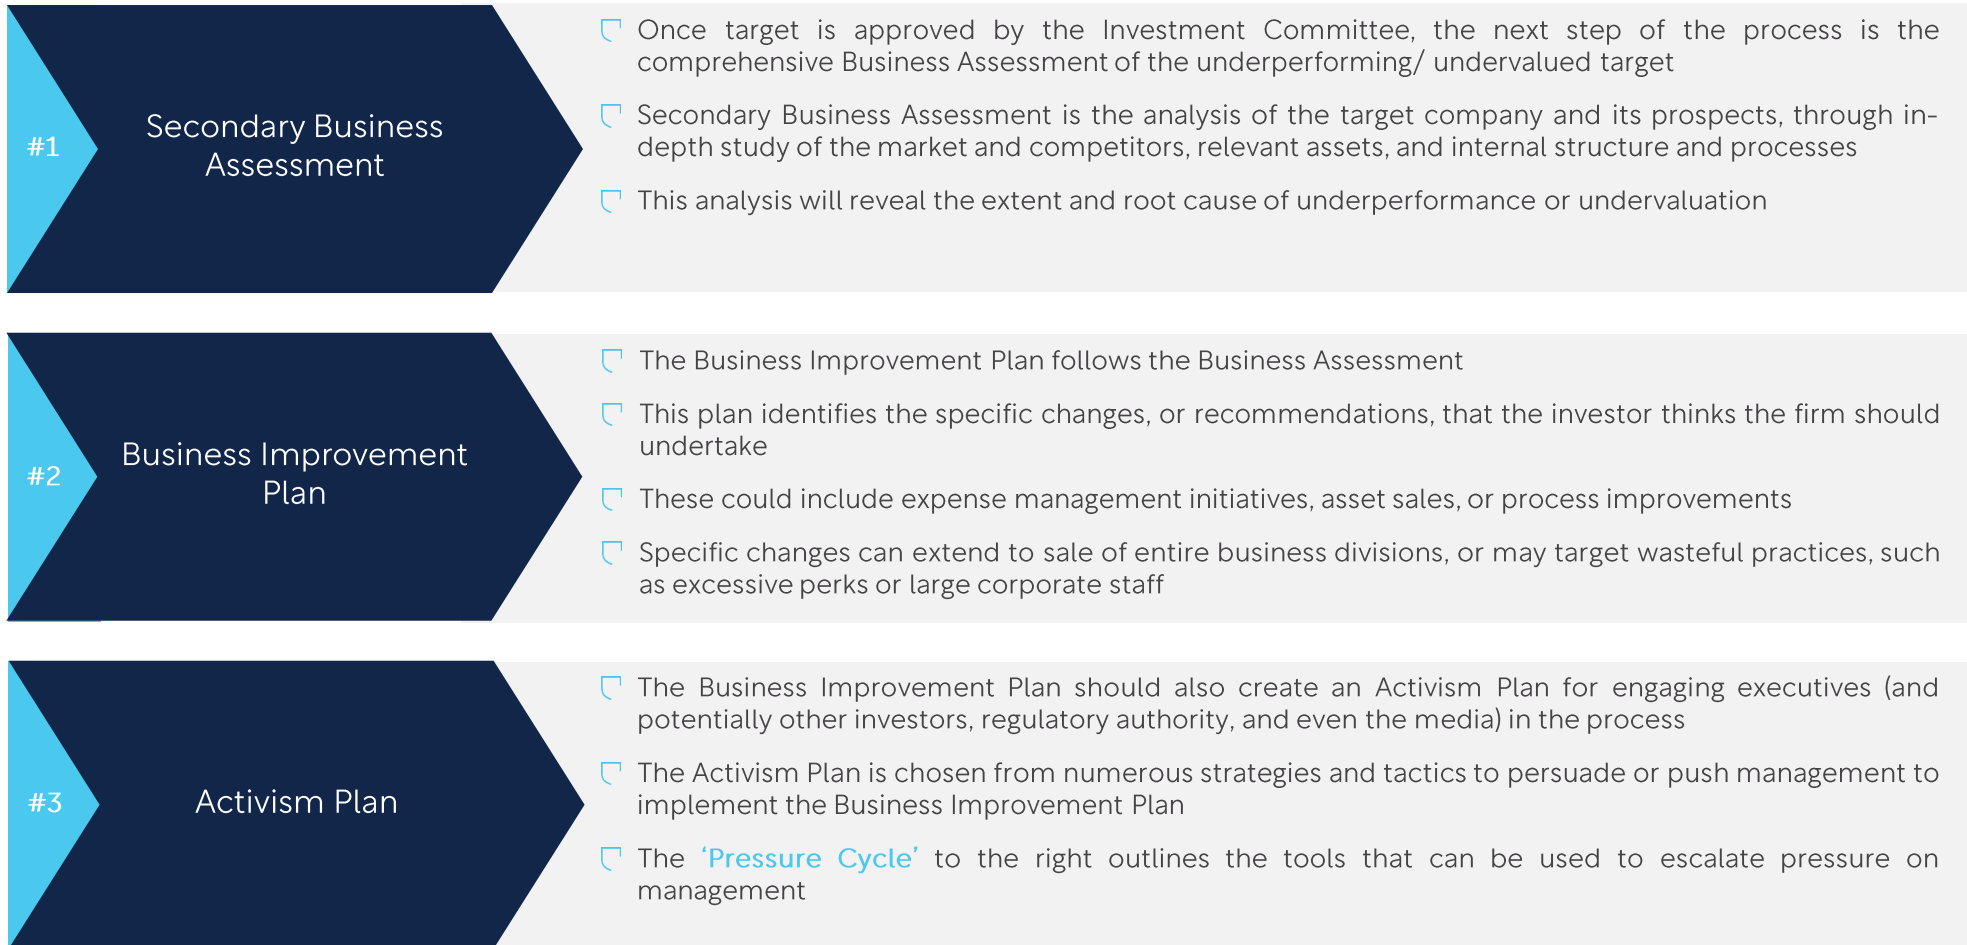 #1
Secondary Business
Assessment
Once target is approved by the Investment Committee, the next step of the process is the
comprehensive Business Assessment of the underperforming/ undervalued target
Secondary Business Assessment is the analysis of the target company and its prospects, through in-
depth study of the market and competitors, relevant assets, and internal structure and processes
This analysis will reveal the extent and root cause of underperformance or undervaluation
#2
Business Improvement
Plan
The Business Improvement Plan follows the Business Assessment
This plan identifies the specific changes, or recommendations, that the investor thinks the firm should
undertake
These could include expense management initiatives, asset sales, or process improvements
Specific changes can extend to sale of entire business divisions, or may target wasteful practices, such
as excessive perks or large corporate staff
#3
Activism Plan
The Business Improvement Plan should also create an Activism Plan for engaging executives (and
potentially other investors, regulatory authority, and even the media) in the process
The Activism Plan is chosen from numerous strategies and tactics to persuade or push management to
implement the Business Improvement Plan
The ‘Pressure Cycle’ to the right outlines the tools that can be used to escalate pressure on
management